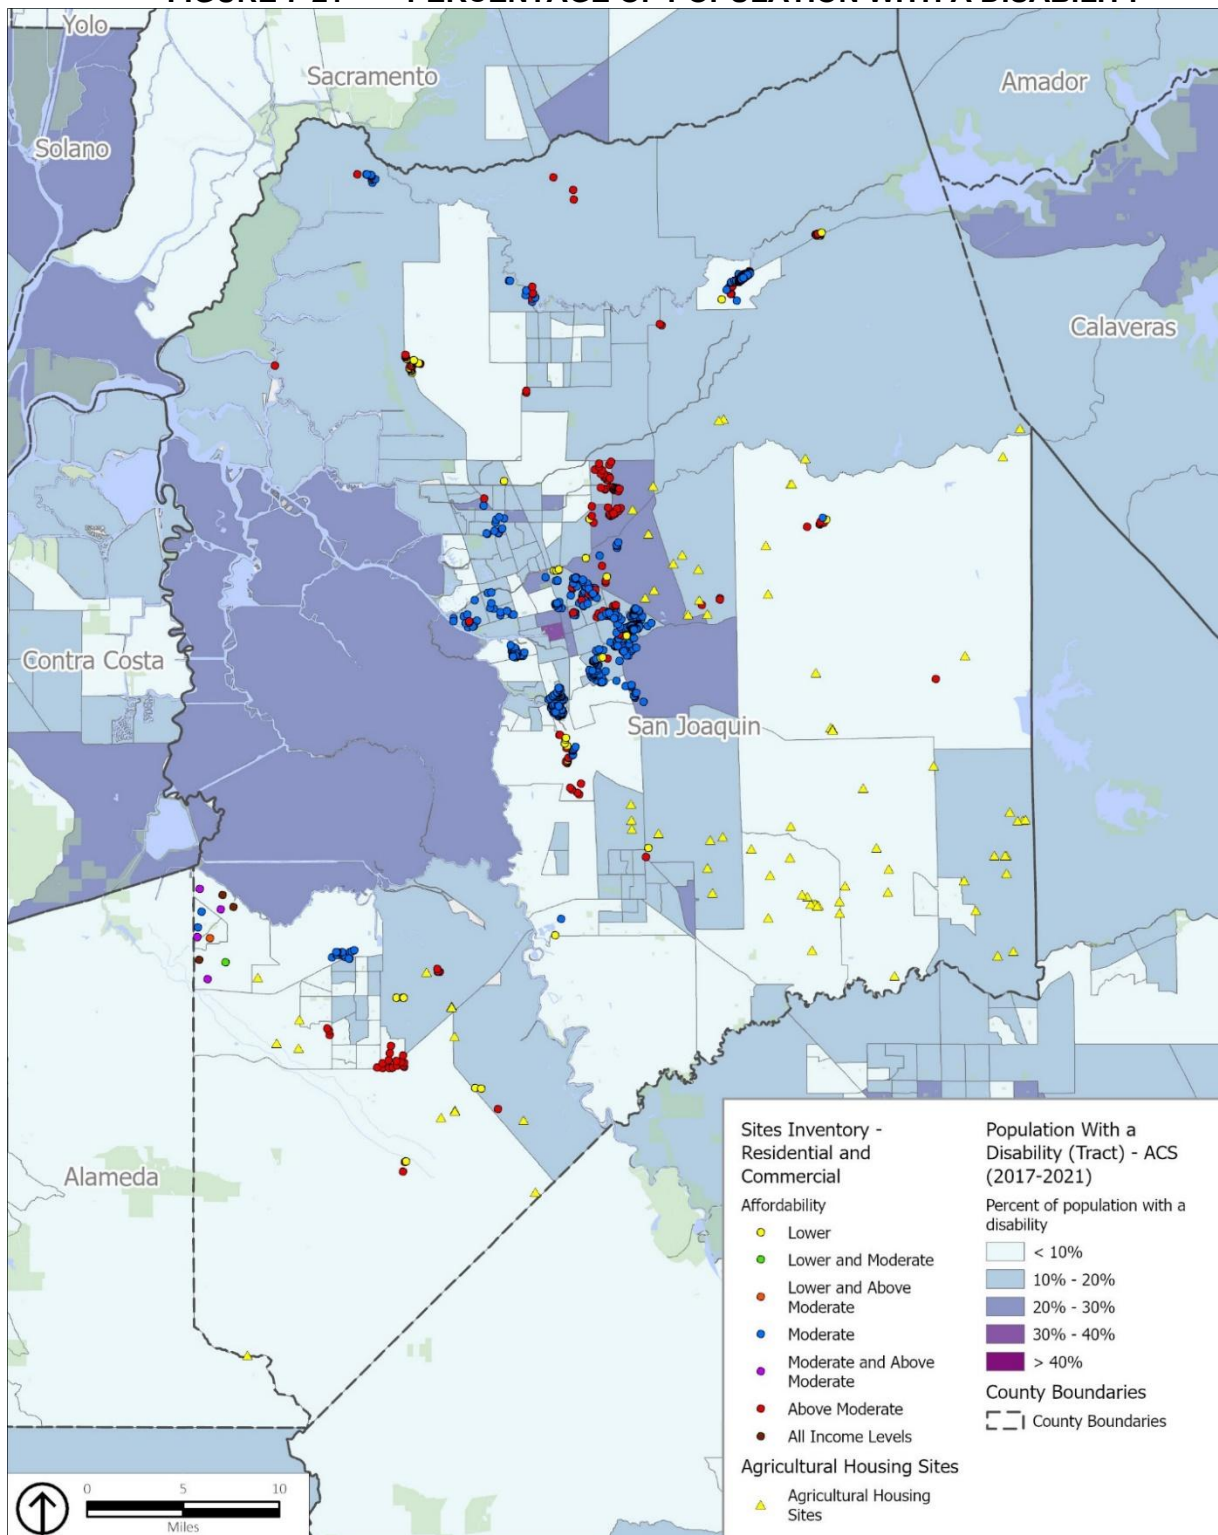 Yolo
Sacramento
Amador
Solano
Calaveras
Contra Costa
San Joaquin
Alameda
Sites Inventory -
Residential and
Commercial
Affordability
Lower
Lower and Moderate
Lower and Above
Moderate
Moderate
Moderate and Above
Moderate
Above Moderate
All Income Levels
Agricultural Housing Sites
Agricultural Housing
Sites
Population With a
Disability (Tract) - ACS
(2017-2021)
Percent of population with a
disability
< 10%
10% - 20%
20% - 30%
30% - 40%
> 40%
County Boundaries
County Boundaries
0 5 10
Miles